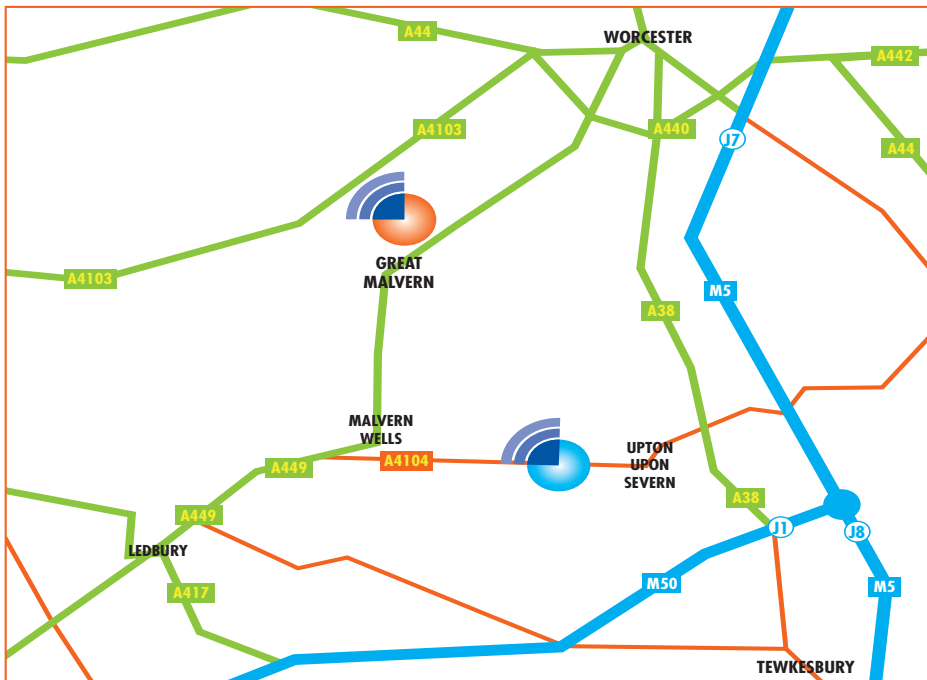 A44
WORCESTER
A442
A4103
A440
J7
A44
GREAT
MALVERN
A4103
M5
A38
MALVERN
WELLS
A449
A4104
UPTON
UPON
SEVERN
A38
A449
J1
J8
LEDBURY
A417
M50
M5
TEWKESBURY